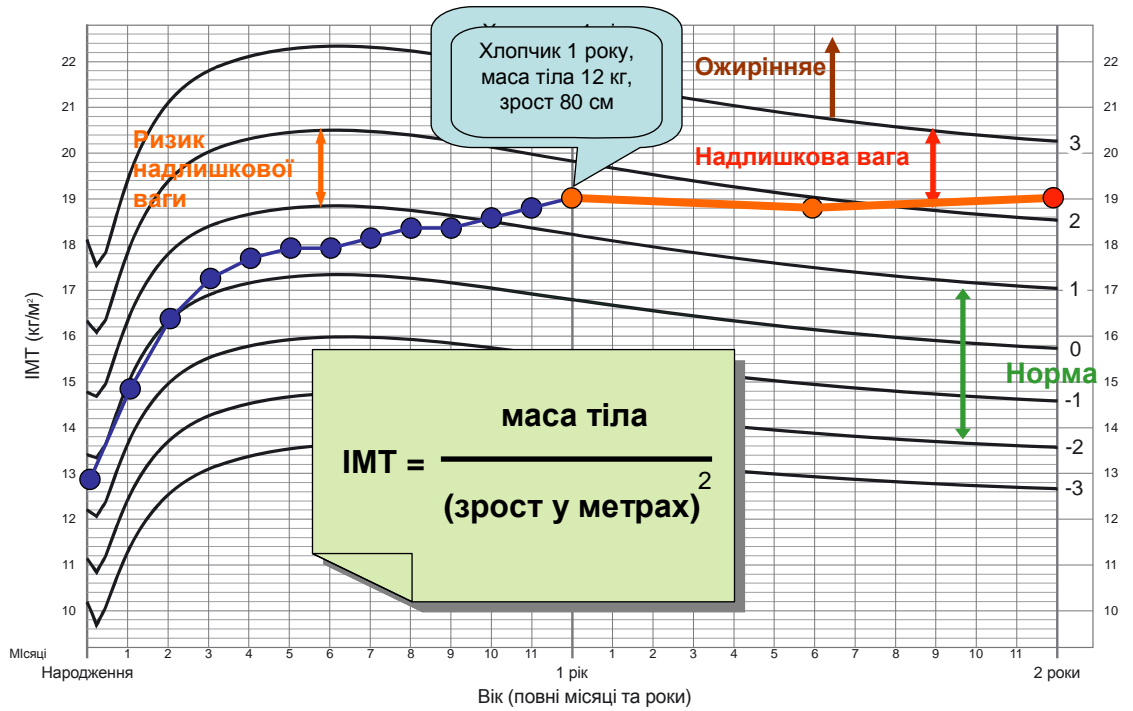 Хлопчик 1 року,
маса тіла 12 кг,
зріст 80 см
Ожирінняе
Ризик
надлишкової
ваги
Надлишкова вага
Норма
маса тіла
ІМТ =
2
(зрост у метрах)
ІМТ (кг/м²)
22
21
20
19
18
17
16
15
14
13
12
11
10
22
21
20
19
18
17
16
15
14
13
12
11
10
3
2
1
0
-1
-2
-3
МІсяці
1 2 3 4 5 6 7 8 9 10 11 1 2 3 4 5 6 7 8 9 10 11
Народження 1 рік 2 роки
Вік (повні місяці та роки)